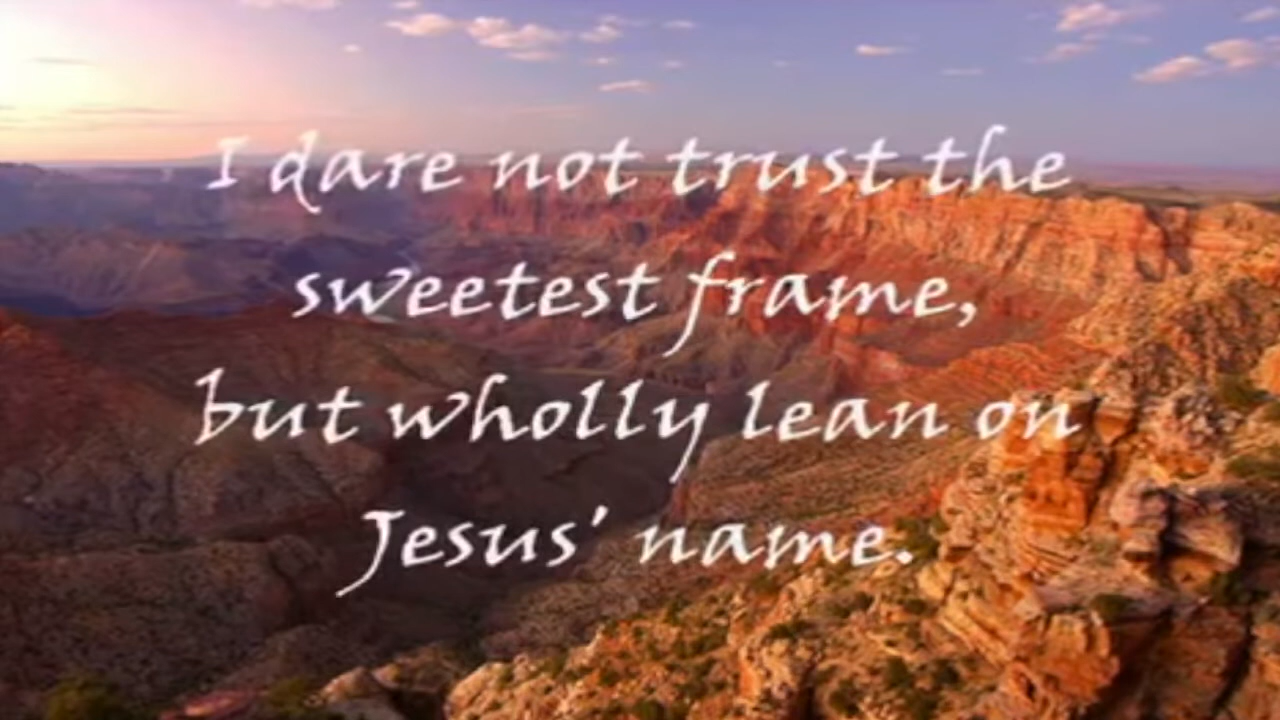 I dare not trust the
sweetest frame,
but wholly lean on
Jesus' name.